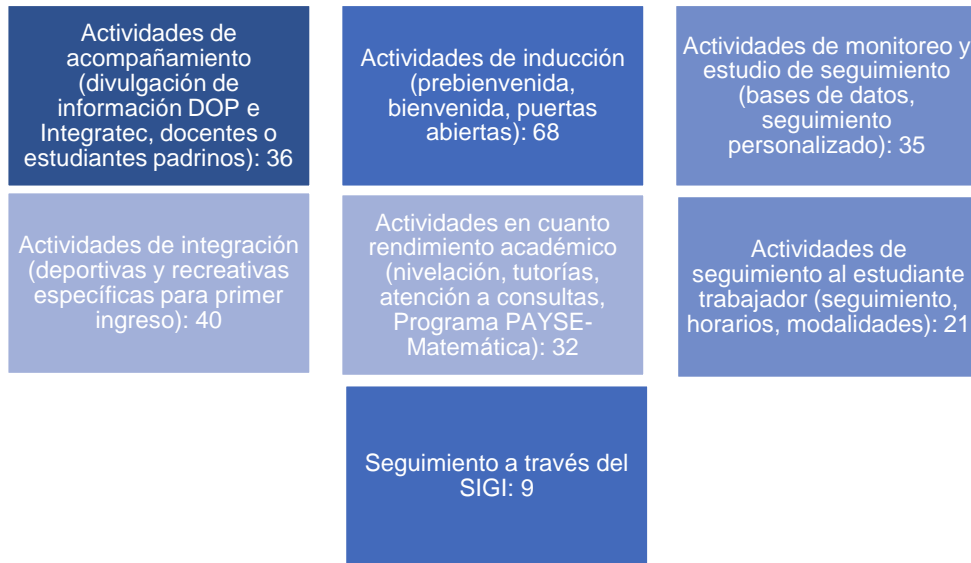 Actividades de
acompañamiento
(divulgación de
información DOP e
Integratec, docentes o
estudiantes padrinos): 36
Actividades de inducción
(prebienvenida,
bienvenida, puertas
abiertas): 68
Actividades de monitoreo y
estudio de seguimiento
(bases de datos,
seguimiento
personalizado): 35
Actividades de integración
(deportivas y recreativas
específicas para primer
ingreso): 40
Actividades en cuanto
rendimiento académico
(nivelación, tutorías,
atención a consultas,
Programa PAYSE-
Matemática): 32
Actividades de
seguimiento al estudiante
trabajador (seguimiento,
horarios, modalidades): 21
Seguimiento a través del
SIGI: 9